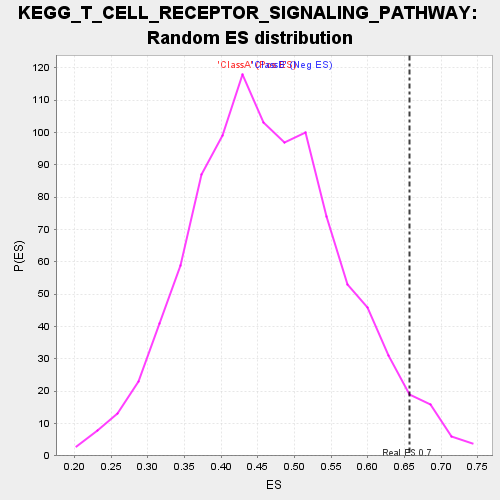 KEGG_T_CELL_RECEPTOR_SIGNALING_PATHWAY:
Random ES distribution
'ClassA' (Pos ES)
'ClassB' (Neg ES)
120
110
100
90
80
70
60
50
40
30
20
10
0
P(ES)
Real ES 0.7
0.20 0.25 0.30 0.35 0.40 0.45 0.50 0.55 0.60 0.65 0.70 0.75
ES